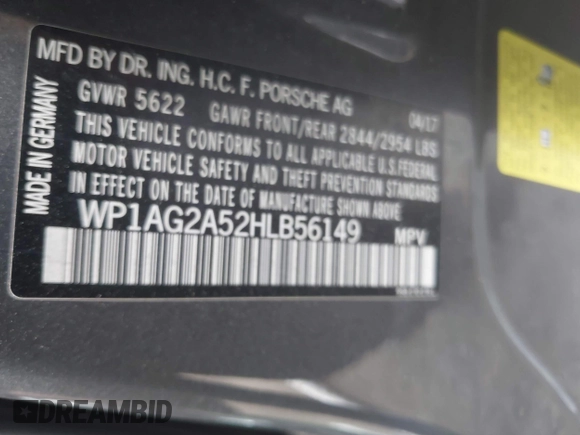 MFD BY DR. ING. H.C. F. PORSCHE AG
04/17
GVWR 5622 GAWR FRONT/REAR 2844/2954 LBS
THIS VEHICLE CONFORMS TO ALL APPLICABLE U.S. FEDERAL
MOTOR VEHICLE SAFETY AND THEFT PREVENTION STANDARDS
IN EFFECT ON THE DATE OF MANUFACTURE SHOWN ABOVE
WP1AG2A52HLB56149 MPV
MADE IN GERMANY
DREAMBID